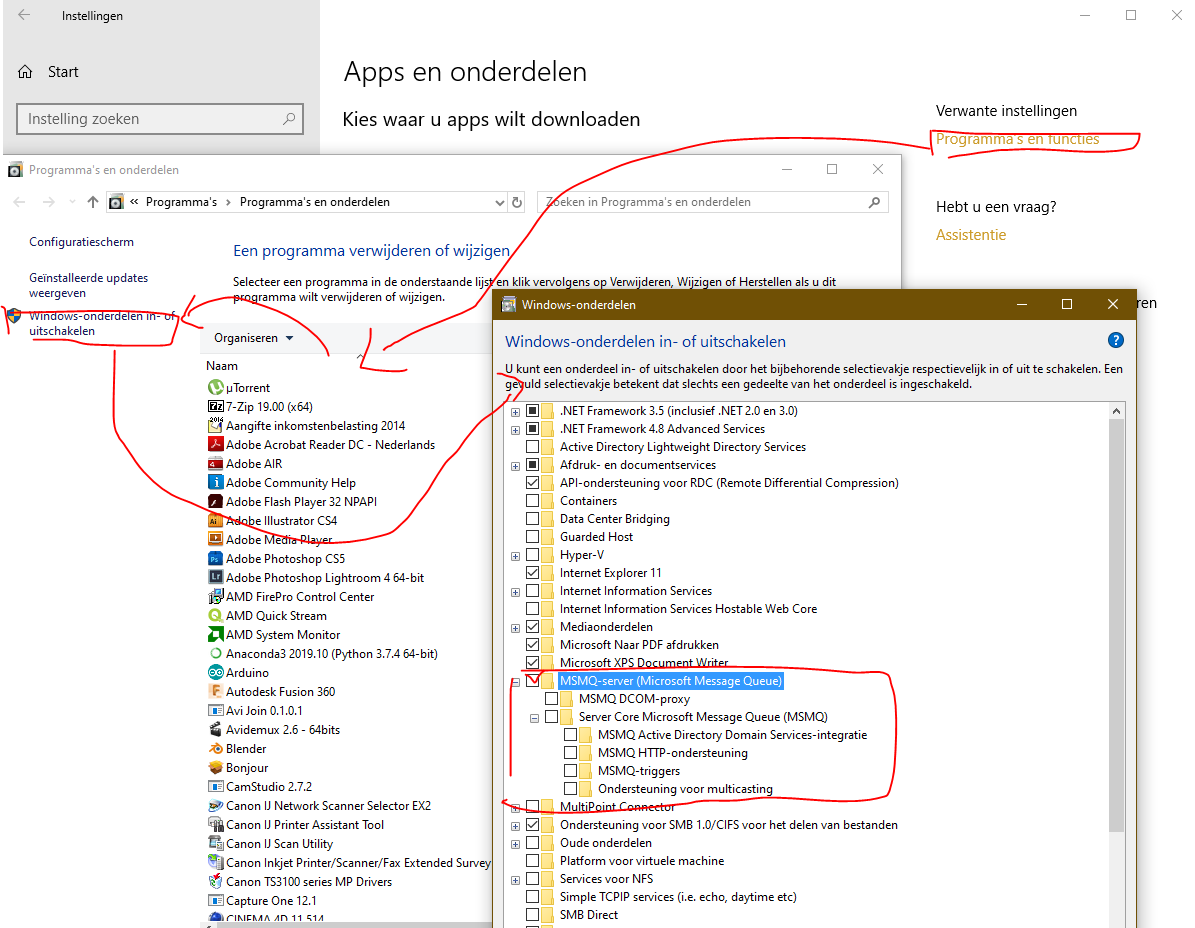 Instellingen
Start
Instelling zoeken
Apps en onderdelen
Kies waar u apps wilt downloaden
Verwante instellingen
Programma's en functies
Hebt u een vraag?
Assistentie
ren
Programma's en onderdelen
« Programma's › Programma's en onderdelen
Zoeken in Programma's en onderdelen
Configuratiescherm
Geïnstalleerde updates
weergeven
Windows-onderdelen in- of
uitschakelen
Een programma verwijderen of wijzigen
Selecteer een programma in de onderstaande lijst en klik vervolgens op Verwijderen, Wijzigen of Herstellen als u dit
programma wilt verwijderen of wijzigen.
Organiseren
Naam
µTorrent
7-Zip 19.00 (x64)
Aangifte inkomstenbelasting 2014
Adobe Acrobat Reader DC - Nederlands
Adobe AIR
Adobe Community Help
Adobe Flash Player 32 NPAPI
Adobe Illustrator CS4
Adobe Media Player
Adobe Photoshop CS5
Adobe Photoshop Lightroom 4 64-bit
AMD FirePro Control Center
AMD Quick Stream
AMD System Monitor
Anaconda3 2019.10 (Python 3.7.4 64-bit)
Arduino
Autodesk Fusion 360
Avi Join 0.1.0.1
Avidemux 2.6 - 64bits
Blender
Bonjour
CamStudio 2.7.2
Canon IJ Network Scanner Selector EX2
Canon IJ Printer Assistant Tool
Canon IJ Scan Utility
Canon Inkjet Printer/Scanner/Fax Extended Survey
Canon TS3100 series MP Drivers
Capture One 12.1
CINEMA 4D 11.514
Windows-onderdelen
Windows-onderdelen in- of uitschakelen
U kunt een onderdeel in- of uitschakelen door het bijbehorende selectievakje respectievelijk in of uit te schakelen. Een
gevuld selectievakje betekent dat slechts een gedeelte van het onderdeel is ingeschakeld.
.NET Framework 3.5 (inclusief .NET 2.0 en 3.0)
.NET Framework 4.8 Advanced Services
Active Directory Lightweight Directory Services
Afdruk- en documentservices
API-ondersteuning voor RDC (Remote Differential Compression)
Containers
Data Center Bridging
Guarded Host
Hyper-V
Internet Explorer 11
Internet Information Services
Internet Information Services Hostable Web Core
Mediaonderdelen
Microsoft Naar PDF afdrukken
Microsoft XPS Document Writer
MSMQ-server (Microsoft Message Queue)
MSMQ DCOM-proxy
Server Core Microsoft Message Queue (MSMQ)
MSMQ Active Directory Domain Services-integratie
MSMQ HTTP-ondersteuning
MSMQ-triggers
Ondersteuning voor multicasting
MultiPoint Connector
Ondersteuning voor SMB 1.0/CIFS voor het delen van bestanden
Oude onderdelen
Platform voor virtuele machine
Services voor NFS
Simple TCPIP services (i.e. echo, daytime etc)
SMB Direct